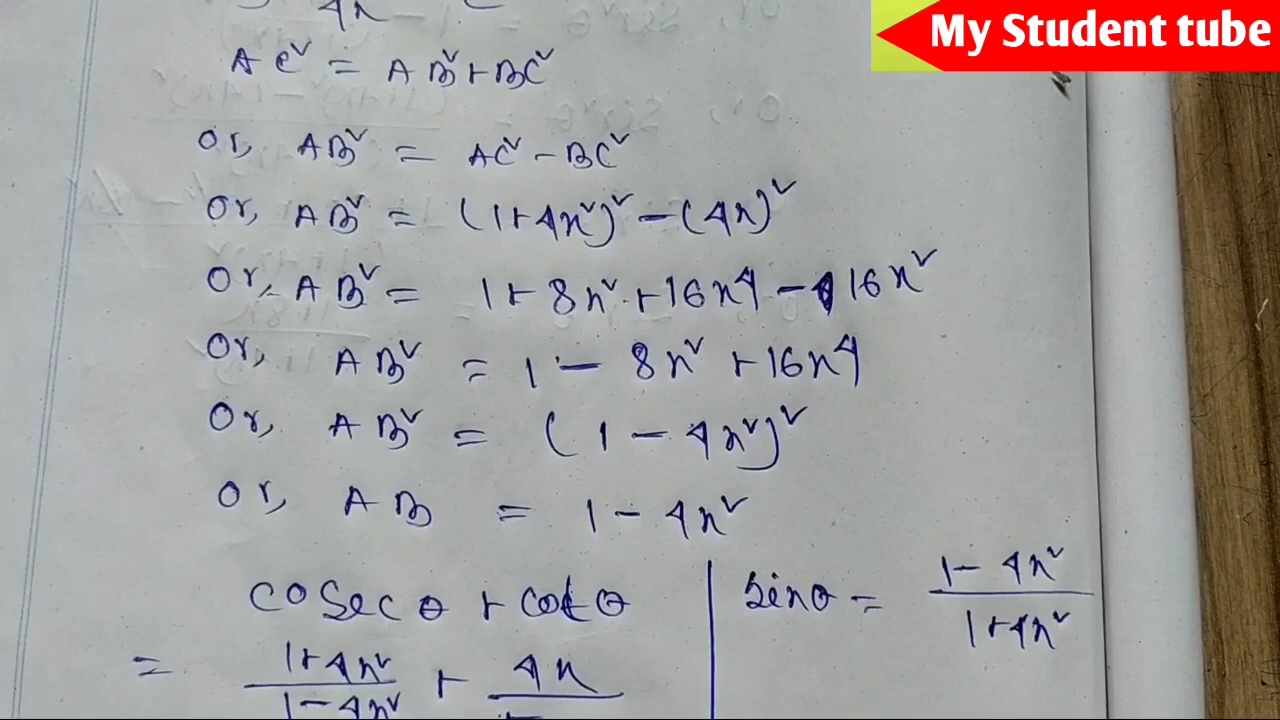 My Student tube
4x
AC² = AB² + BC²
or, AB² = AC² - BC²
or, AB² = (1+4x²)² - (4x)²
or, AB² = 1 + 8x² + 16x⁴ - 16x²
or, AB² = 1 - 8x² + 16x⁴
or, AB² = (1 - 4x²)²
or, AB = 1 - 4x²
cosecθ + cotθ
= 1+4x²/1-4x² + 4x
sinθ = 1-4x²/1+4x²